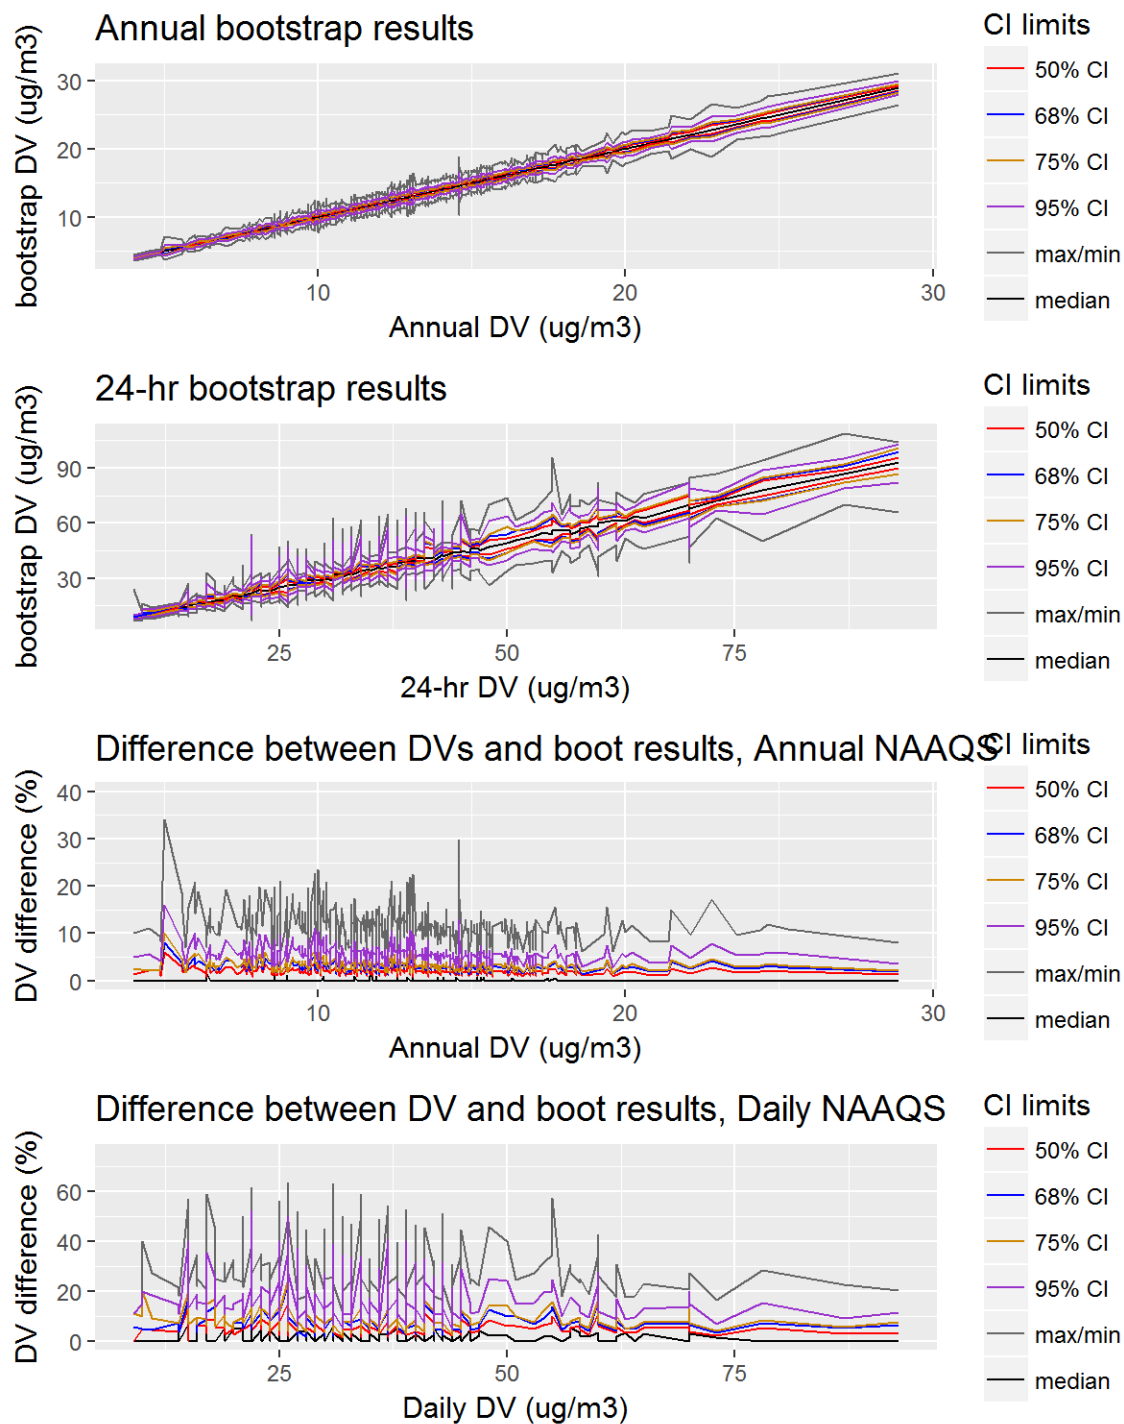 Annual bootstrap results
bootstrap DV (ug/m3)
30
20
10
10
20
30
Annual DV (ug/m3)
CI limits
50% CI
68% CI
75% CI
95% CI
max/min
median
24-hr bootstrap results
bootstrap DV (ug/m3)
90
60
30
25
50
75
24-hr DV (ug/m3)
CI limits
50% CI
68% CI
75% CI
95% CI
max/min
median
Difference between DVs and boot results, Annual NAAQS
DV difference (%)
40
30
20
10
0
10
20
30
Annual DV (ug/m3)
CI limits
50% CI
68% CI
75% CI
95% CI
max/min
median
Difference between DV and boot results, Daily NAAQS
DV difference (%)
60
40
20
0
25
50
75
Daily DV (ug/m3)
CI limits
50% CI
68% CI
75% CI
95% CI
max/min
median